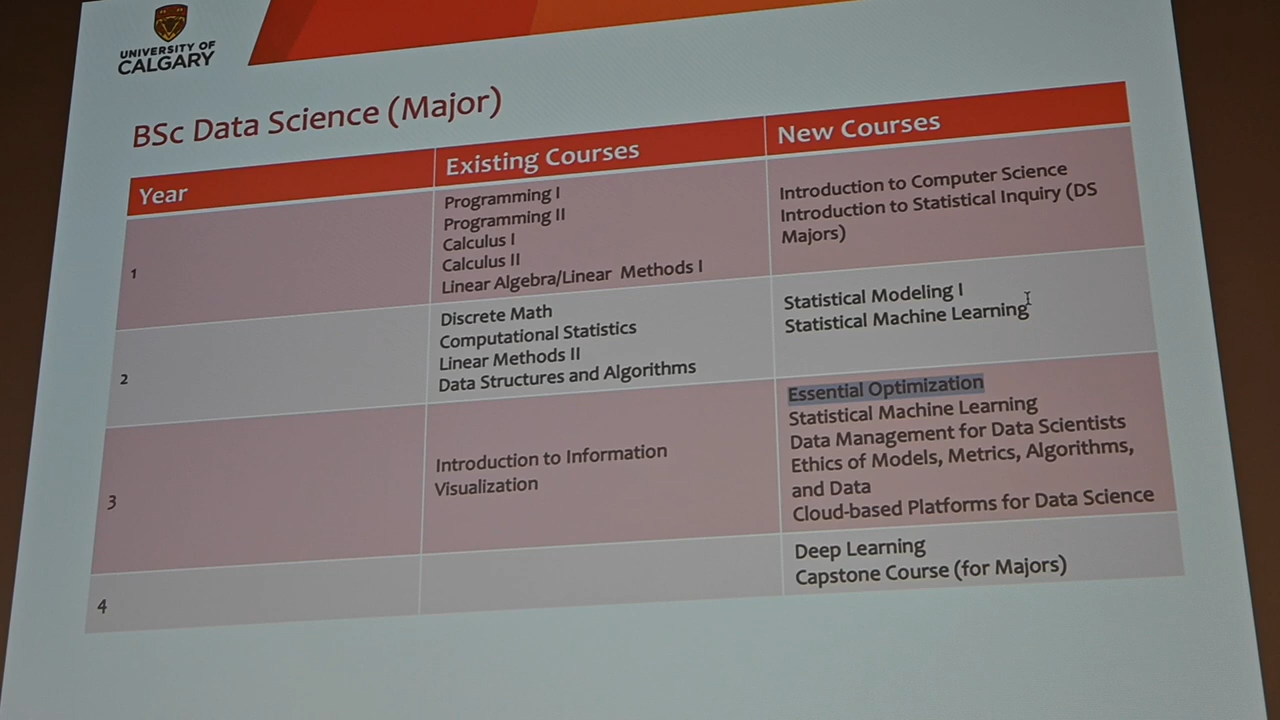 UNIVERSITY OF
CALGARY
BSc Data Science (Major)
Year
Existing Courses
New Courses
1
Programming I
Programming II
Calculus I
Calculus II
Linear Algebra/Linear Methods I
Introduction to Computer Science
Introduction to Statistical Inquiry (DS
Majors)
2
Discrete Math
Computational Statistics
Linear Methods II
Data Structures and Algorithms
Statistical Modeling I
Statistical Machine Learning
3
Introduction to Information
Visualization
Essential Optimization
Statistical Machine Learning
Data Management for Data Scientists
Ethics of Models, Metrics, Algorithms,
and Data
Cloud-based Platforms for Data Science
4
Deep Learning
Capstone Course (for Majors)